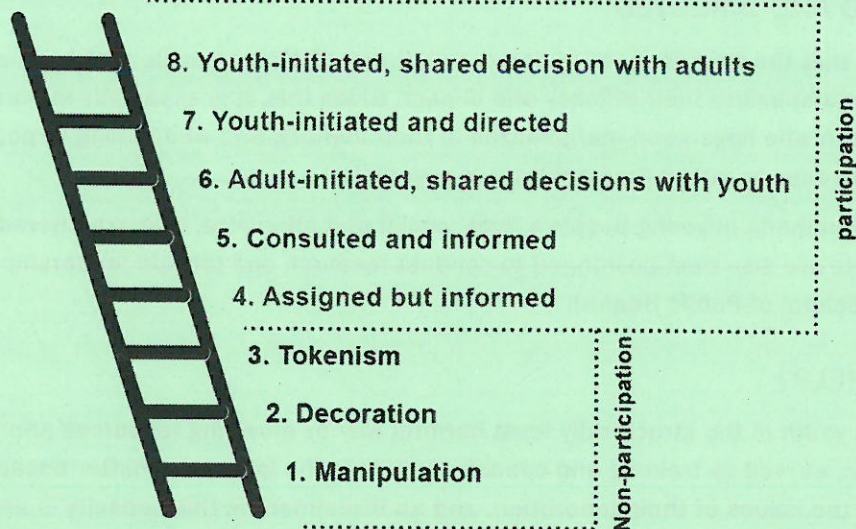 8. Youth-initiated, shared decision with adults
7. Youth-initiated and directed
6. Adult-initiated, shared decisions with youth
5. Consulted and informed
4. Assigned but informed
3. Tokenism
2. Decoration
1. Manipulation
participation
Non-participation